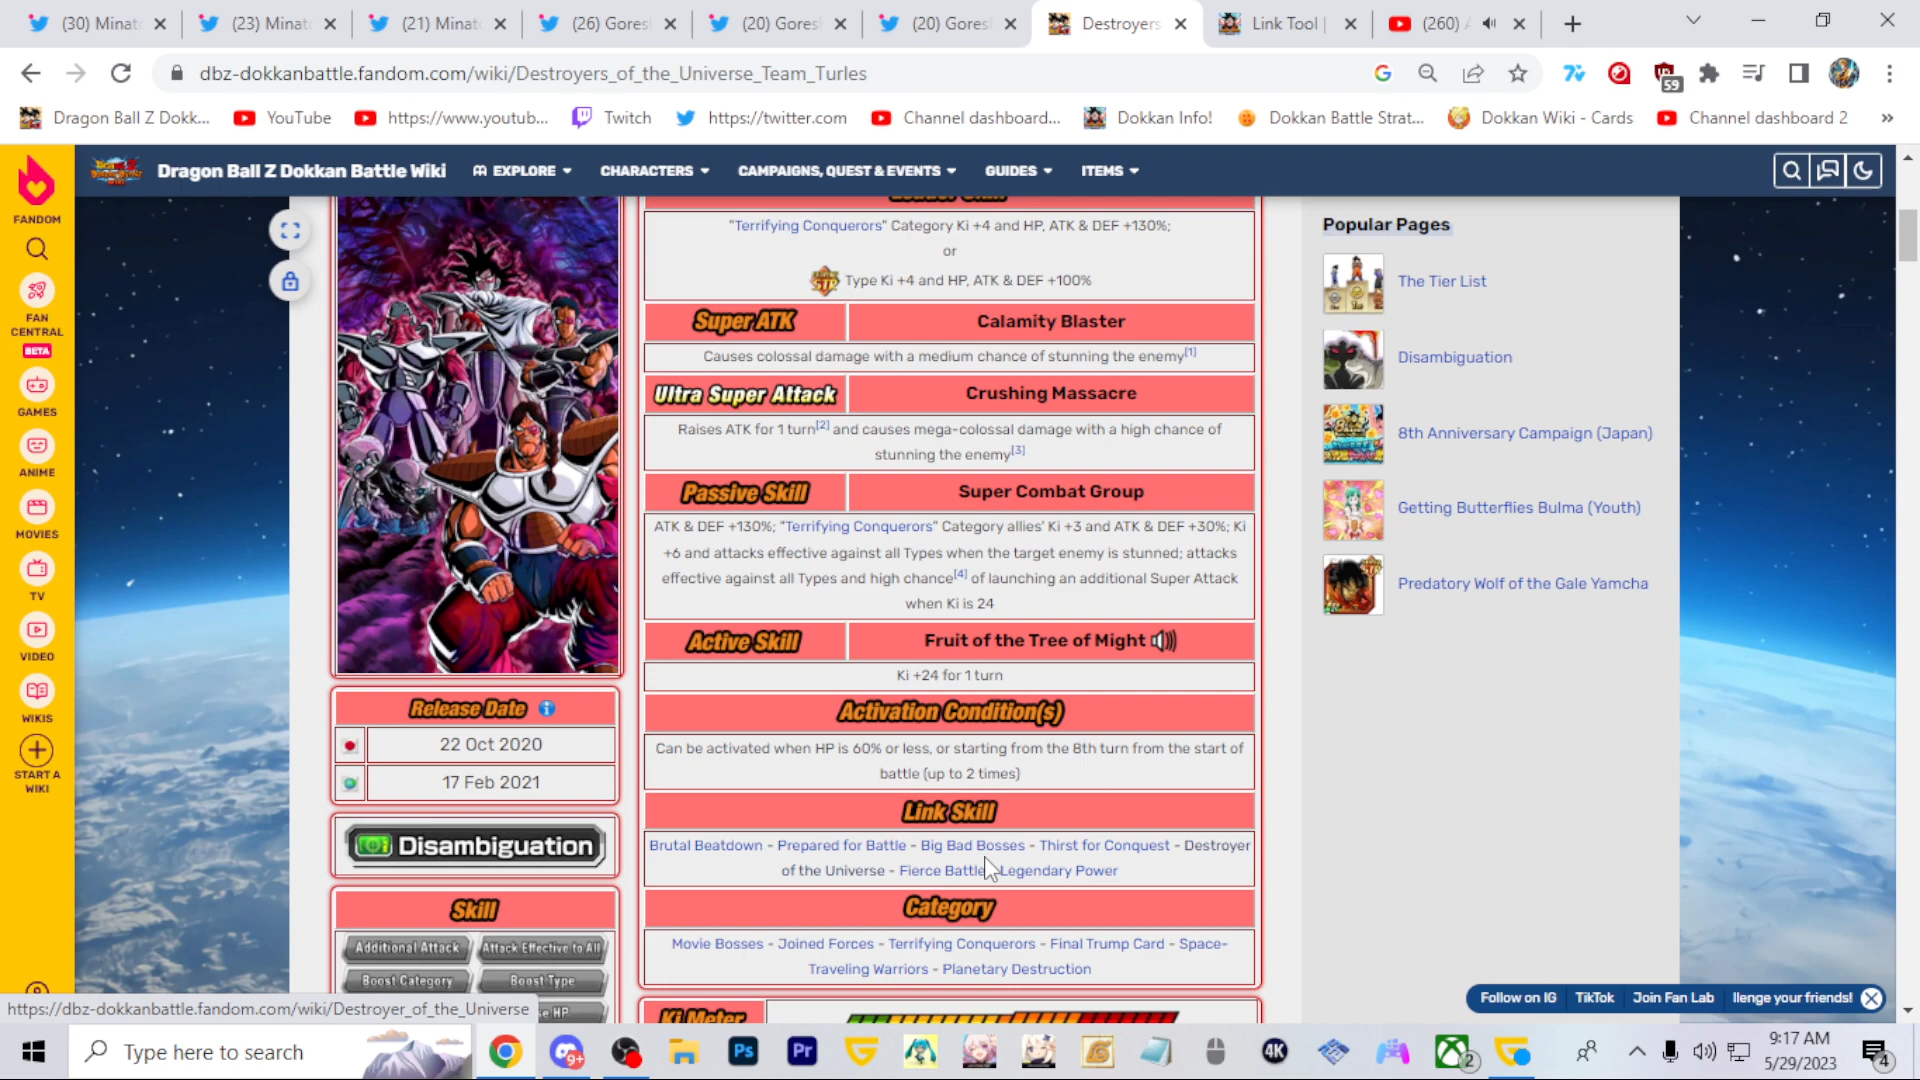 (30) Minat
(23) Minat
(21) Minat
(26) Gores
(20) Gores
(20) Gores
Destroyers
Link Tool |
(260)
dbz-dokkanbattle.fandom.com/wiki/Destroyers_of_the_Universe_Team_Turles
59
Dragon Ball Z Dokk...
YouTube
https://www.youtub...
Twitch
https://twitter.com
Channel dashboard...
Dokkan Info!
Dokkan Battle Strat...
Dokkan Wiki - Cards
Channel dashboard 2
»
Dragon Ball Z Dokkan Battle Wiki
EXPLORE
CHARACTERS
CAMPAIGNS, QUEST & EVENTS
GUIDES
ITEMS
FANDOM
FAN
CENTRAL
BETA
GAMES
ANIME
MOVIES
TV
VIDEO
WIKIS
START A
WIKI
Leader Skill
"Terrifying Conquerors" Category Ki +4 and HP, ATK & DEF +130%;
or
Type Ki +4 and HP, ATK & DEF +100%
Super ATK
Calamity Blaster
Causes colossal damage with a medium chance of stunning the enemy[1]
Ultra Super Attack
Crushing Massacre
Raises ATK for 1 turn[2] and causes mega-colossal damage with a high chance of
stunning the enemy[3]
Passive Skill
Super Combat Group
ATK & DEF +130%; "Terrifying Conquerors" Category allies' Ki +3 and ATK & DEF +30%; Ki
+6 and attacks effective against all Types when the target enemy is stunned; attacks
effective against all Types and high chance[4] of launching an additional Super Attack
when Ki is 24
Active Skill
Fruit of the Tree of Might
Ki +24 for 1 turn
Activation Condition(s)
Can be activated when HP is 60% or less, or starting from the 8th turn from the start of
battle (up to 2 times)
Link Skill
Brutal Beatdown - Prepared for Battle - Big Bad Bosses - Thirst for Conquest - Destroyer
of the Universe - Fierce Battle Legendary Power
Category
Movie Bosses - Joined Forces - Terrifying Conquerors - Final Trump Card - Space-
Traveling Warriors - Planetary Destruction
Ki Meter
Release Date
22 Oct 2020
17 Feb 2021
Disambiguation
Skill
Additional Attack
Attack Effective to All
Boost Category
Boost Type
HP
Popular Pages
The Tier List
Disambiguation
8th Anniversary Campaign (Japan)
Getting Butterflies Bulma (Youth)
Predatory Wolf of the Gale Yamcha
Follow on IG
TikTok
Join Fan Lab
llenge your friends!
https://dbz-dokkanbattle.fandom.com/wiki/Destroyer_of_the_Universe
Type here to search
9+
Ps
Pr
4K
2
9:17 AM
5/29/2023
4